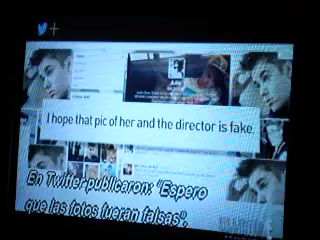 I hope that pic of her and the director is fake.
En Twitter publicaron: "Espero
que las fotos fueran falsas".